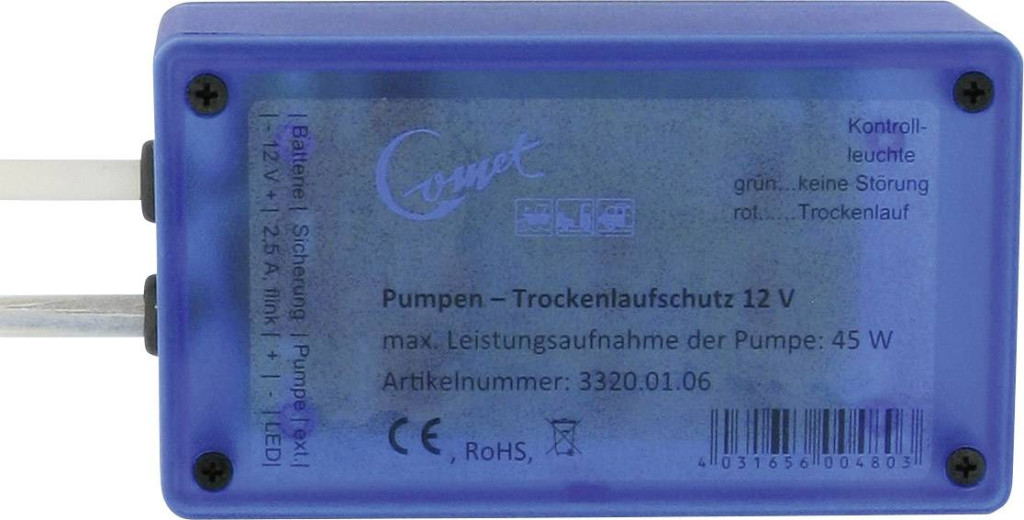 Comet
Kontroll-
leuchte
grün...keine Störung
rot......Trockenlauf
Pumpen – Trockenlaufschutz 12 V
max. Leistungsaufnahme der Pumpe: 45 W
Artikelnummer: 3320.01.06
CE, RoHS,
4 031656 004803
| Batterie | Sicherung | Pumpe | ext. |
| - 12 V + | 2,5 A, flink | + | - | LED |